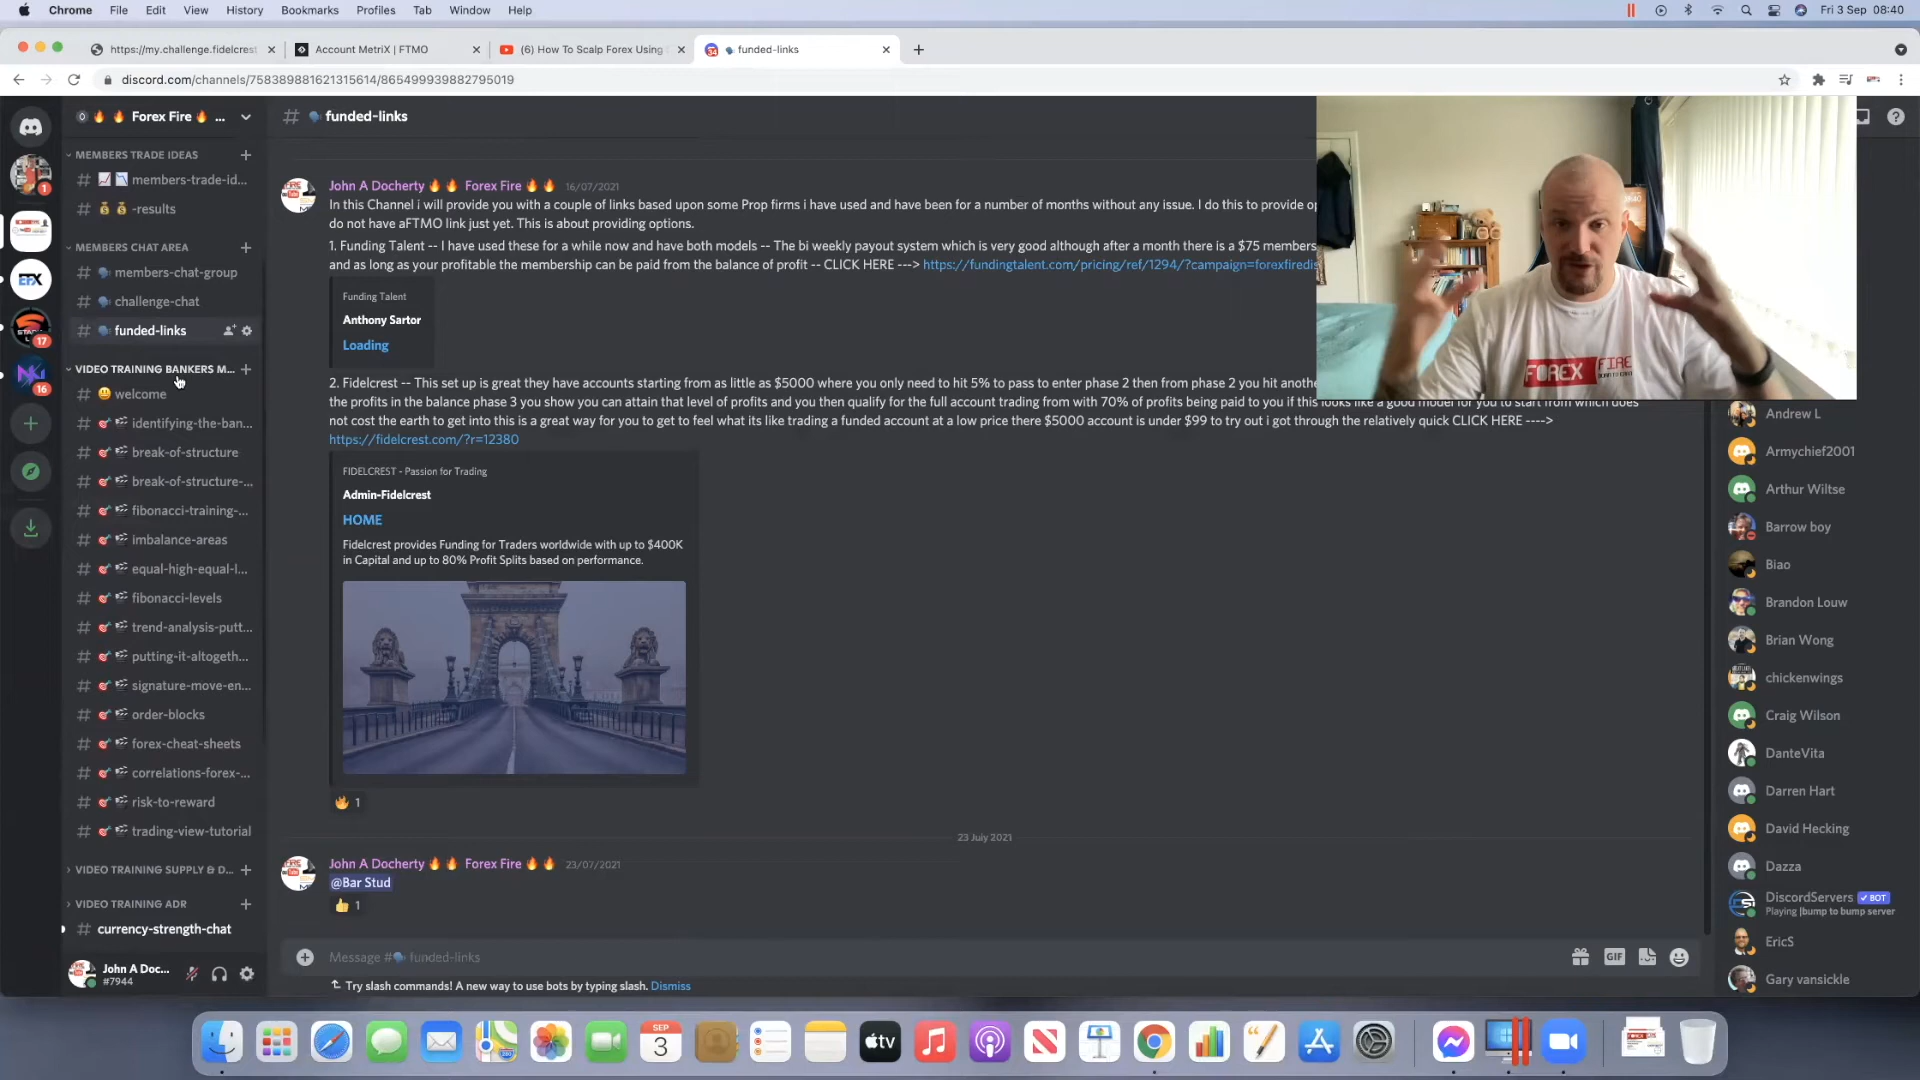 Chrome File Edit View History Bookmarks Profiles Tab Window Help
Fri 3 Sep 08:40
https://my.challenge.fidelcrest
Account MetriX | FTMO
(6) How To Scalp Forex Using
funded-links
discord.com/channels/758389881621315614/865499939882795019
Forex Fire 🔥 ...
# 🗣 funded-links
MEMBERS TRADE IDEAS
# 📈 📉 members-trade-id...
# 💰 💰 -results
MEMBERS CHAT AREA
# 🗣 members-chat-group
# 🗣 challenge-chat
# 🗣 funded-links
VIDEO TRAINING BANKERS M...
# 😃 welcome
# 🎯 🎬 identifying-the-ban...
# 🎯 🎬 break-of-structure
# 🎯 🎬 break-of-structure-...
# 🎯 🎬 fibonacci-training-...
# 🎯 🎬 imbalance-areas
# 🎯 🎬 equal-high-equal-l...
# 🎯 🎬 fibonacci-levels
# 🎯 🎬 trend-analysis-putt...
# 🎯 🎬 putting-it-altogeth...
# 🎯 🎬 signature-move-en...
# 🎯 🎬 order-blocks
# 🎯 🎬 forex-cheat-sheets
# 🎯 🎬 correlations-forex-...
# 🎯 🎬 risk-to-reward
# 🎯 🎬 trading-view-tutorial
VIDEO TRAINING SUPPLY & D...
VIDEO TRAINING ADR
# currency-strength-chat
John A Doc...
#7944
1
EFX
17
16
John A Docherty 🔥 🔥 Forex Fire 🔥 🔥 16/07/2021
In this Channel i will provide you with a couple of links based upon some Prop firms i have used and have been for a number of months without any issue. I do this to provide op
do not have aFTMO link just yet. This is about providing options.
1. Funding Talent -- I have used these for a while now and have both models -- The bi weekly payout system which is very good although after a month there is a $75 members
and as long as your profitable the membership can be paid from the balance of profit -- CLICK HERE ---> https://fundingtalent.com/pricing/ref/1294/?campaign=forexfiredis
Funding Talent
Anthony Sartor
Loading
2. Fidelcrest -- This set up is great they have accounts starting from as little as $5000 where you only need to hit 5% to pass to enter phase 2 then from phase 2 you hit anothe
the profits in the balance phase 3 you show you can attain that level of profits and you then qualify for the full account trading from with 70% of profits being paid to you if this looks like a good model for you to start from which does
not cost the earth to get into this is a great way for you to get to feel what its like trading a funded account at a low price there $5000 account is under $99 to try out i got through the relatively quick CLICK HERE ---->
https://fidelcrest.com/?r=12380
FIDELCREST - Passion for Trading
Admin-Fidelcrest
HOME
Fidelcrest provides Funding for Traders worldwide with up to $400K
in Capital and up to 80% Profit Splits based on performance.
🔥 1
23 July 2021
John A Docherty 🔥 🔥 Forex Fire 🔥 🔥 23/07/2021
@Bar Stud
👍 1
Message #🗣 funded-links
GIF
Try slash commands! A new way to use bots by typing slash. Dismiss
FOREX FIRE
Andrew L
Armychief2001
Arthur Wiltse
Barrow boy
Biao
Brandon Louw
Brian Wong
chickenwings
Craig Wilson
DanteVita
Darren Hart
David Hecking
Dazza
DiscordServers ✓ BOT
Playing |bump to bump server
EricS
Gary vansickle
SEP
3
tv